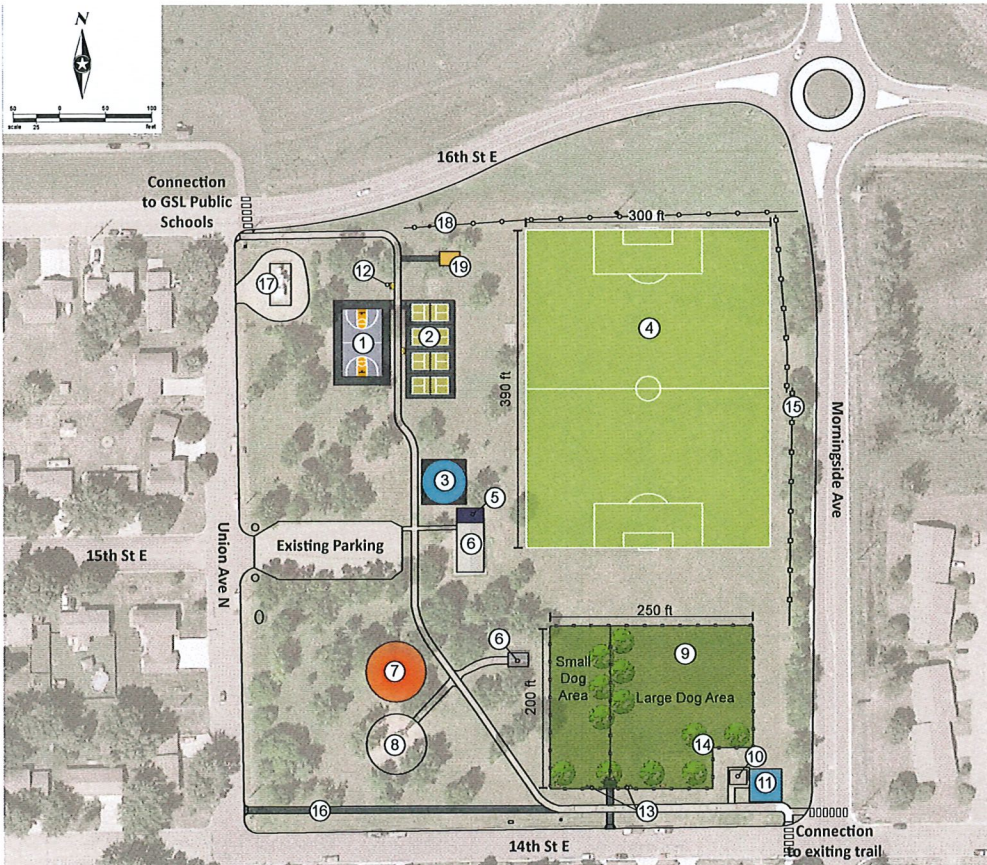 N
50 0 50 100
scale 25 feet
16th St E
Connection
to GSL Public
Schools
18
300 ft
19
12
17
1
2
4
390 ft
15
Morningside Ave
3
5
Union Ave N
15th St E
Existing Parking
6
250 ft
6
9
7
Small
Dog
Area
Large Dog Area
200 ft
8
14
10
11
16
13
Connection
to exiting trail
14th St E